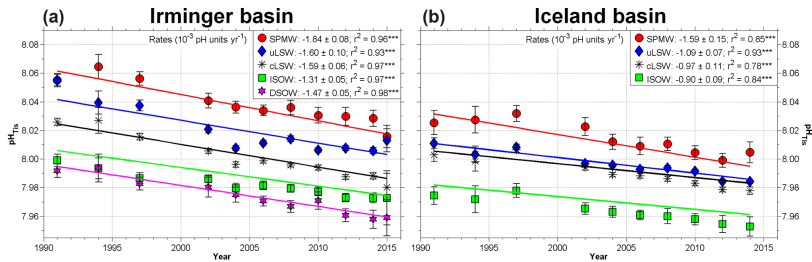 Irminger basin
Iceland basin
(a)
Rates (10⁻³ pH units yr⁻¹)
SPMW: -1.84 ± 0.08; r² = 0.96***
uLSW: -1.60 ± 0.10; r² = 0.93***
cLSW: -1.59 ± 0.06; r² = 0.97***
ISOW: -1.31 ± 0.05; r² = 0.97***
DSOW: -1.47 ± 0.05; r² = 0.98***
8.08
8.06
8.04
8.02
8.00
7.98
7.96
pH_Tis
1990
1995
2000
2005
2010
2015
Year
(b)
Rates (10⁻³ pH units yr⁻¹)
SPMW: -1.59 ± 0.15; r² = 0.85***
uLSW: -1.09 ± 0.07; r² = 0.93***
cLSW: -0.97 ± 0.11; r² = 0.78***
ISOW: -0.90 ± 0.09; r² = 0.84***
8.08
8.06
8.04
8.02
8.00
7.98
7.96
pH_Tis
1990
1995
2000
2005
2010
2015
Year